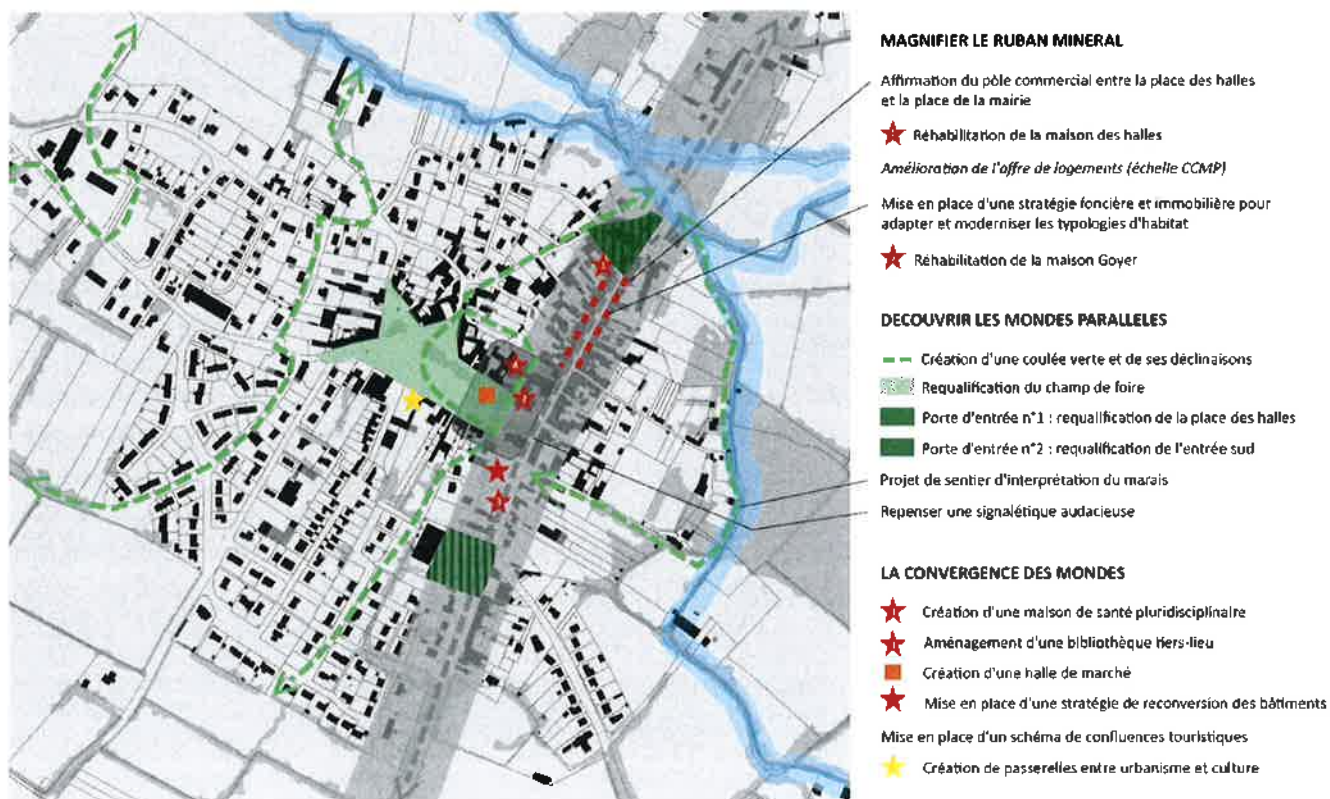 MAGNIFIER LE RUBAN MINERAL
Affirmation du pôle commercial entre la place des halles
et la place de la mairie
Réhabilitation de la maison des halles
Amélioration de l'offre de logements (échelle CCMP)
Mise en place d'une stratégie foncière et immobilière pour
adapter et moderniser les typologies d'habitat
Réhabilitation de la maison Goyer
DECOUVRIR LES MONDES PARALLELES
Création d'une coulée verte et de ses déclinaisons
Requalification du champ de foire
Porte d'entrée n°1 : requalification de la place des halles
Porte d'entrée n°2 : requalification de l'entrée sud
Projet de sentier d'interprétation du marais
Repenser une signalétique audacieuse
LA CONVERGENCE DES MONDES
Création d'une maison de santé pluridisciplinaire
Aménagement d'une bibliothèque tiers-lieu
Création d'une halle de marché
Mise en place d'une stratégie de reconversion des bâtiments
Mise en place d'un schéma de confluences touristiques
Création de passerelles entre urbanisme et culture